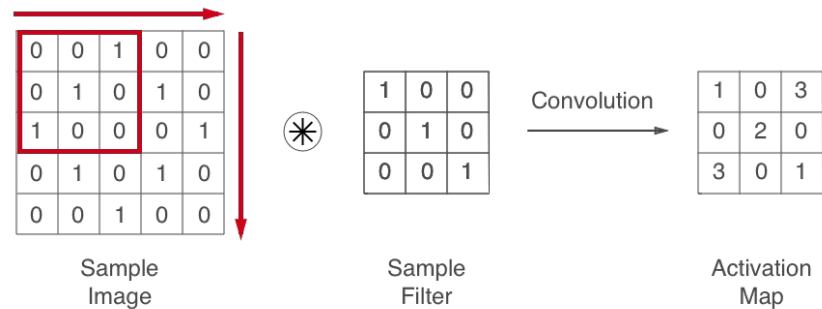 0 0 1 0 0
0 1 0 1 0
1 0 0 0 1
0 1 0 1 0
0 0 1 0 0
Sample
Image
1 0 0
0 1 0
0 0 1
Sample
Filter
Convolution
1 0 3
0 2 0
3 0 1
Activation
Map